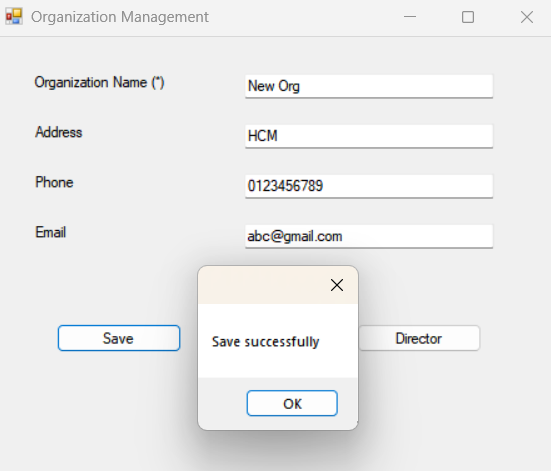 Organization Management
Organization Name (*)
New Org
Address
HCM
Phone
0123456789
Email
abc@gmail.com
Save successfully
Save
Director
OK